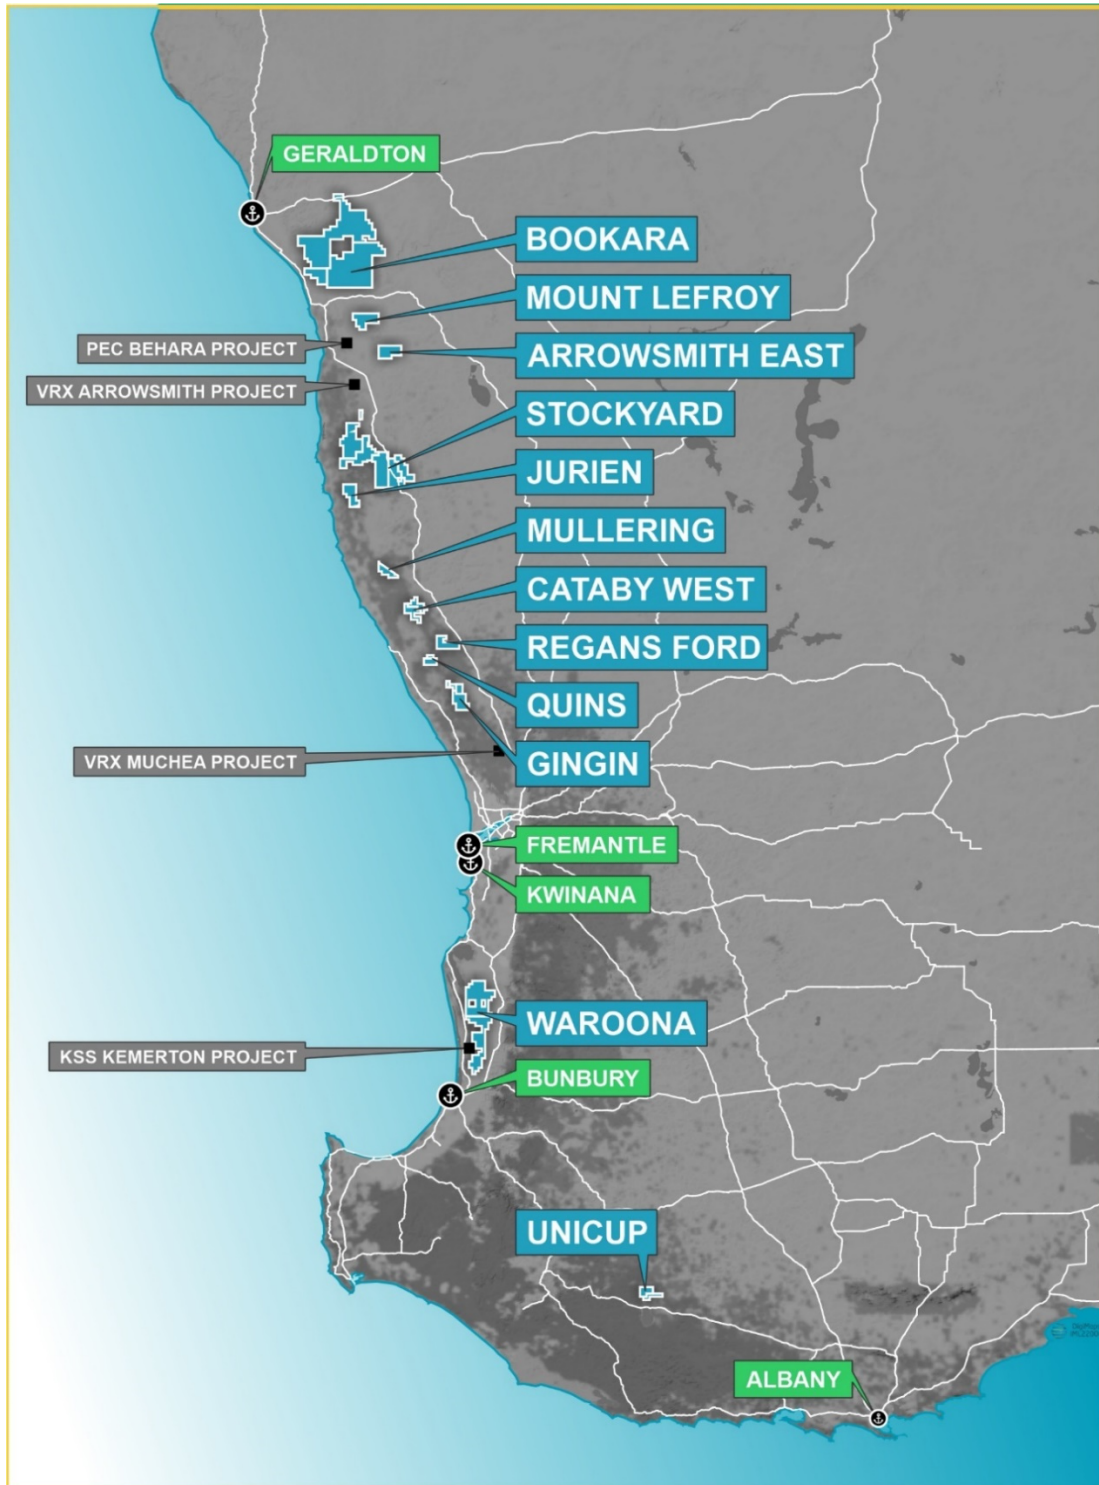 GERALDTON
BOOKARA
MOUNT LEFROY
PEC BEHARA PROJECT
ARROWSMITH EAST
VRX ARROWSMITH PROJECT
STOCKYARD
JURIEN
MULLERING
CATABY WEST
REGANS FORD
QUINS
VRX MUCHEA PROJECT
GINGIN
FREMANTLE
KWINANA
WAROONA
KSS KEMERTON PROJECT
BUNBURY
UNICUP
ALBANY